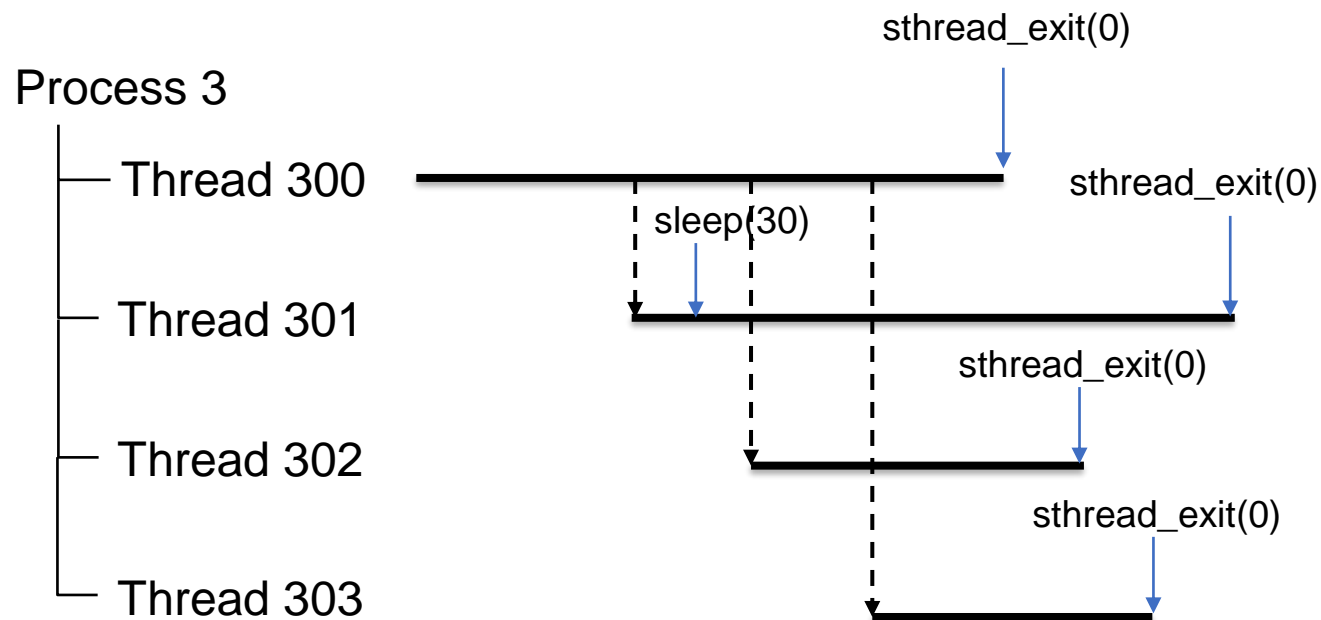 sthread_exit(0)
Process 3
Thread 300
sthread_exit(0)
sleep(30)
Thread 301
sthread_exit(0)
Thread 302
sthread_exit(0)
Thread 303